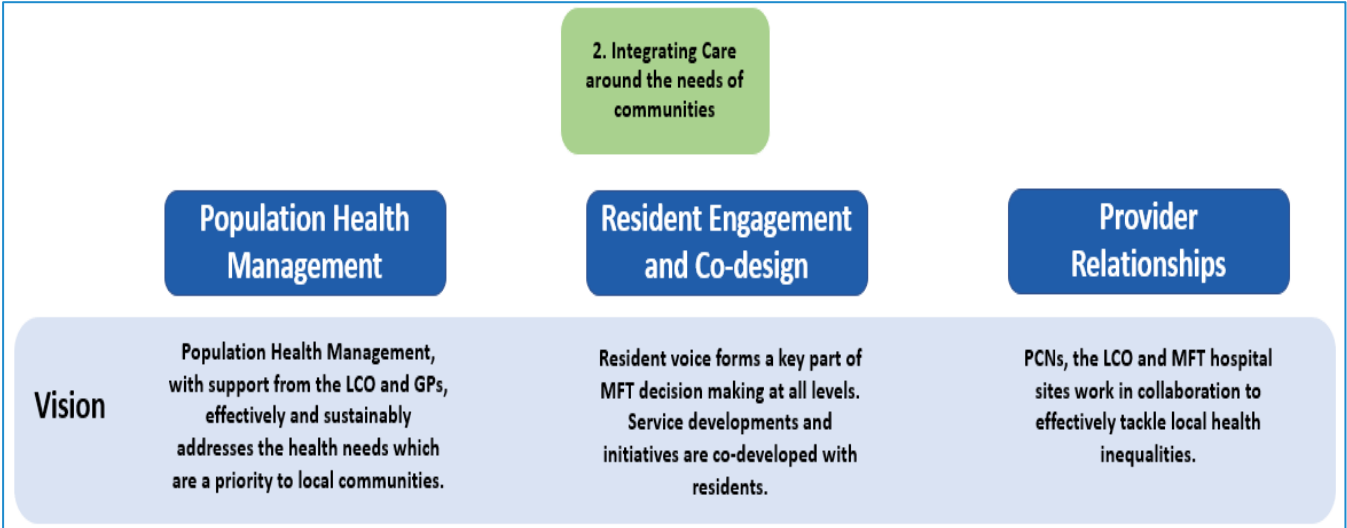 2. Integrating Care
around the needs of
communities
Population Health
Management
Resident Engagement
and Co-design
Provider
Relationships
Vision
Population Health Management,
with support from the LCO and GPs,
effectively and sustainably
addresses the health needs which
are a priority to local communities.
Resident voice forms a key part of
MFT decision making at all levels.
Service developments and
initiatives are co-developed with
residents.
PCNs, the LCO and MFT hospital
sites work in collaboration to
effectively tackle local health
inequalities.